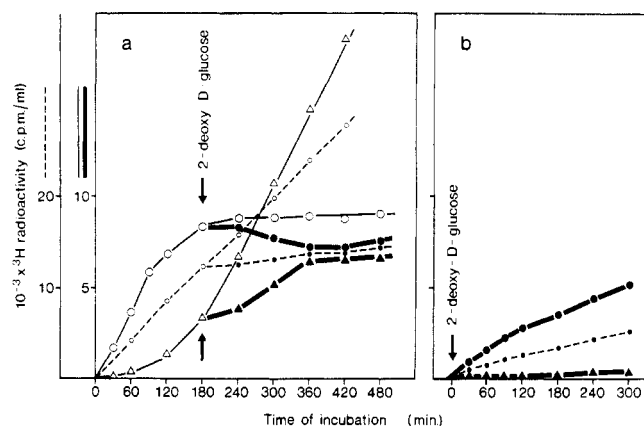 a
b
2-deoxy D-glucose
2-deoxy-D-glucose
10⁻³ x ³H radioactivity (c.p.m./ml)
20
10
10
5
0 60 120 180 240 300 360 420 480
0 60 120 180 240 300
Time of incubation (min.)